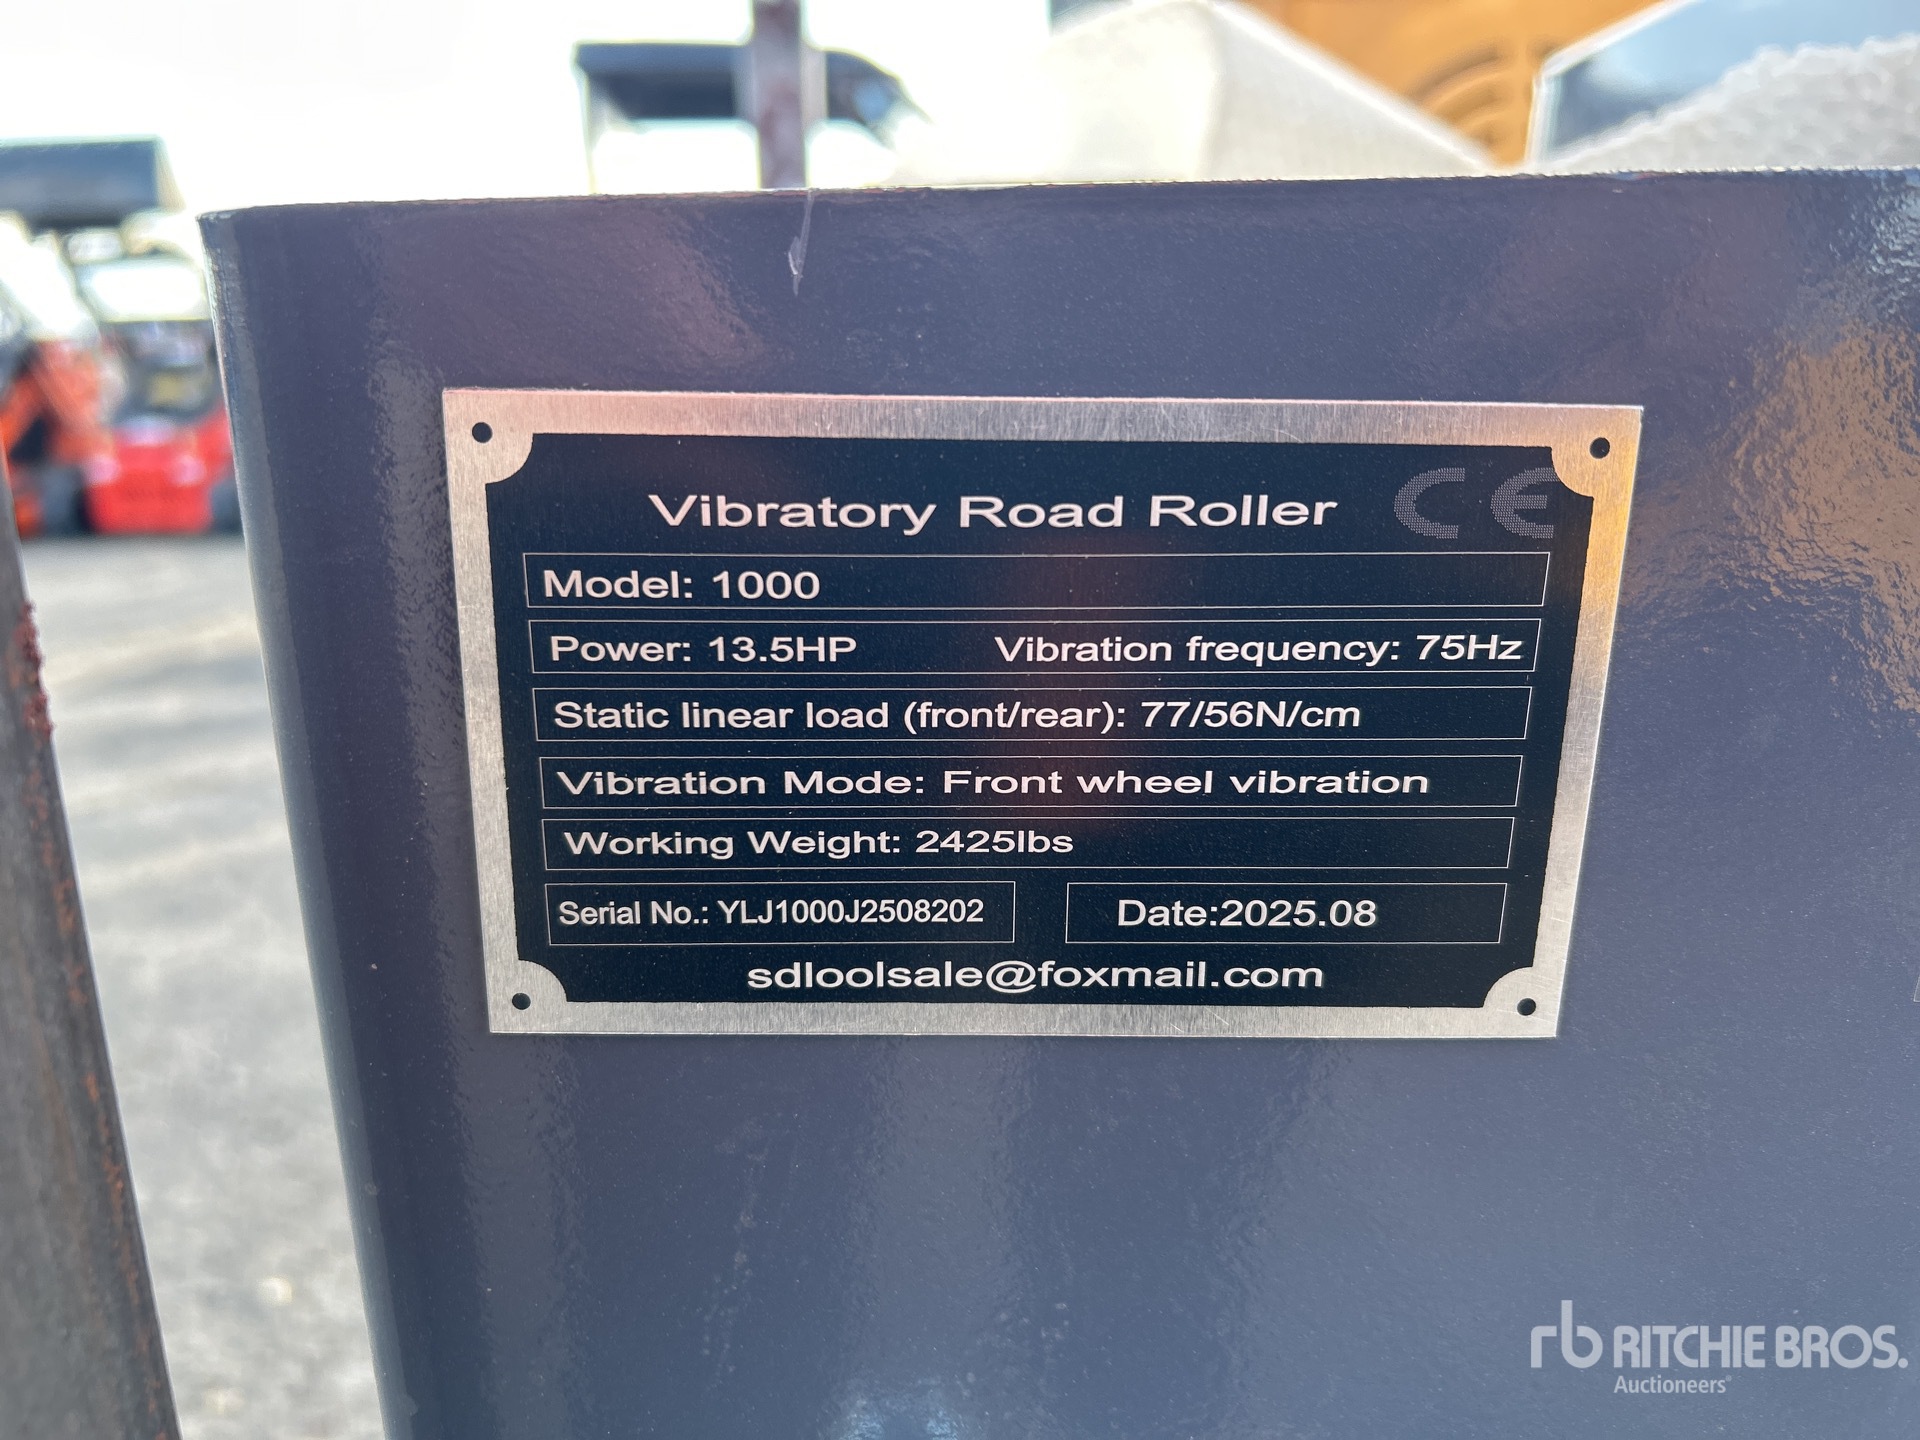 Vibratory Road Roller CE
Model: 1000
Power: 13.5HP Vibration frequency: 75Hz
Static linear load (front/rear): 77/56N/cm
Vibration Mode: Front wheel vibration
Working Weight: 2425lbs
Serial No.: YLJ1000J2508202 Date:2025.08
sdloolsale@foxmail.com
rb RITCHIE BROS.
Auctioneers